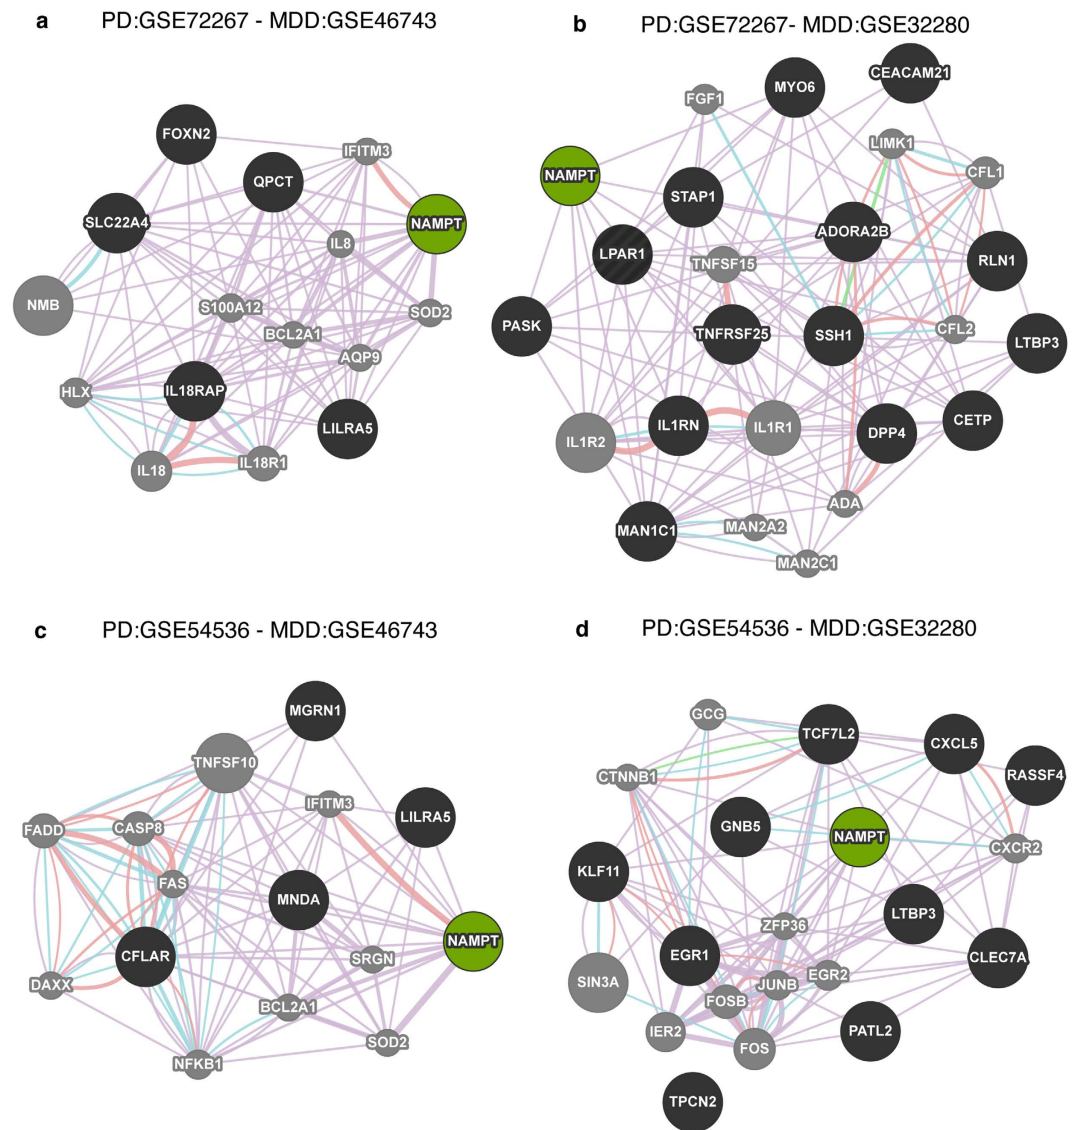 a PD:GSE72267 - MDD:GSE46743
FOXN2
IFITM3
QPCT
SLC22A4
NAMPT
IL8
NMB
S100A12
SOD2
BCL2A1
AQP9
HLX
IL18RAP
LILRA5
IL18
IL18R1
b PD:GSE72267- MDD:GSE32280
CEACAM21
MYO6
FGF1
LIMK1
CFL1
NAMPT
STAP1
ADORA2B
LPAR1
TNFSF15
RLN1
PASK
TNFRSF25
SSH1
CFL2
LTBP3
IL1R2
IL1RN
IL1R1
DPP4
CETP
ADA
MAN1C1
MAN2A2
MAN2C1
c PD:GSE54536 - MDD:GSE46743
MGRN1
TNFSF10
IFITM3
LILRA5
FADD
CASP8
FAS
MNDA
NAMPT
CFLAR
SRGN
DAXX
BCL2A1
SOD2
NFKB1
d PD:GSE54536 - MDD:GSE32280
GCG
TCF7L2
CXCL5
CTNNB1
RASSF4
GNB5
NAMPT
CXCR2
KLF11
LTBP3
ZFP36
EGR1
CLEC7A
SIN3A
EGR2
JUNB
FOSB
IER2
FOS
PATL2
TPCN2